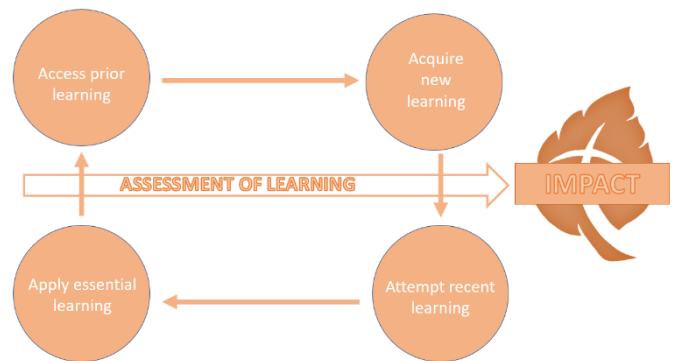 Access prior
learning
Acquire
new
learning
ASSESSMENT OF LEARNING
IMPACT
Apply essential
learning
Attempt recent
learning